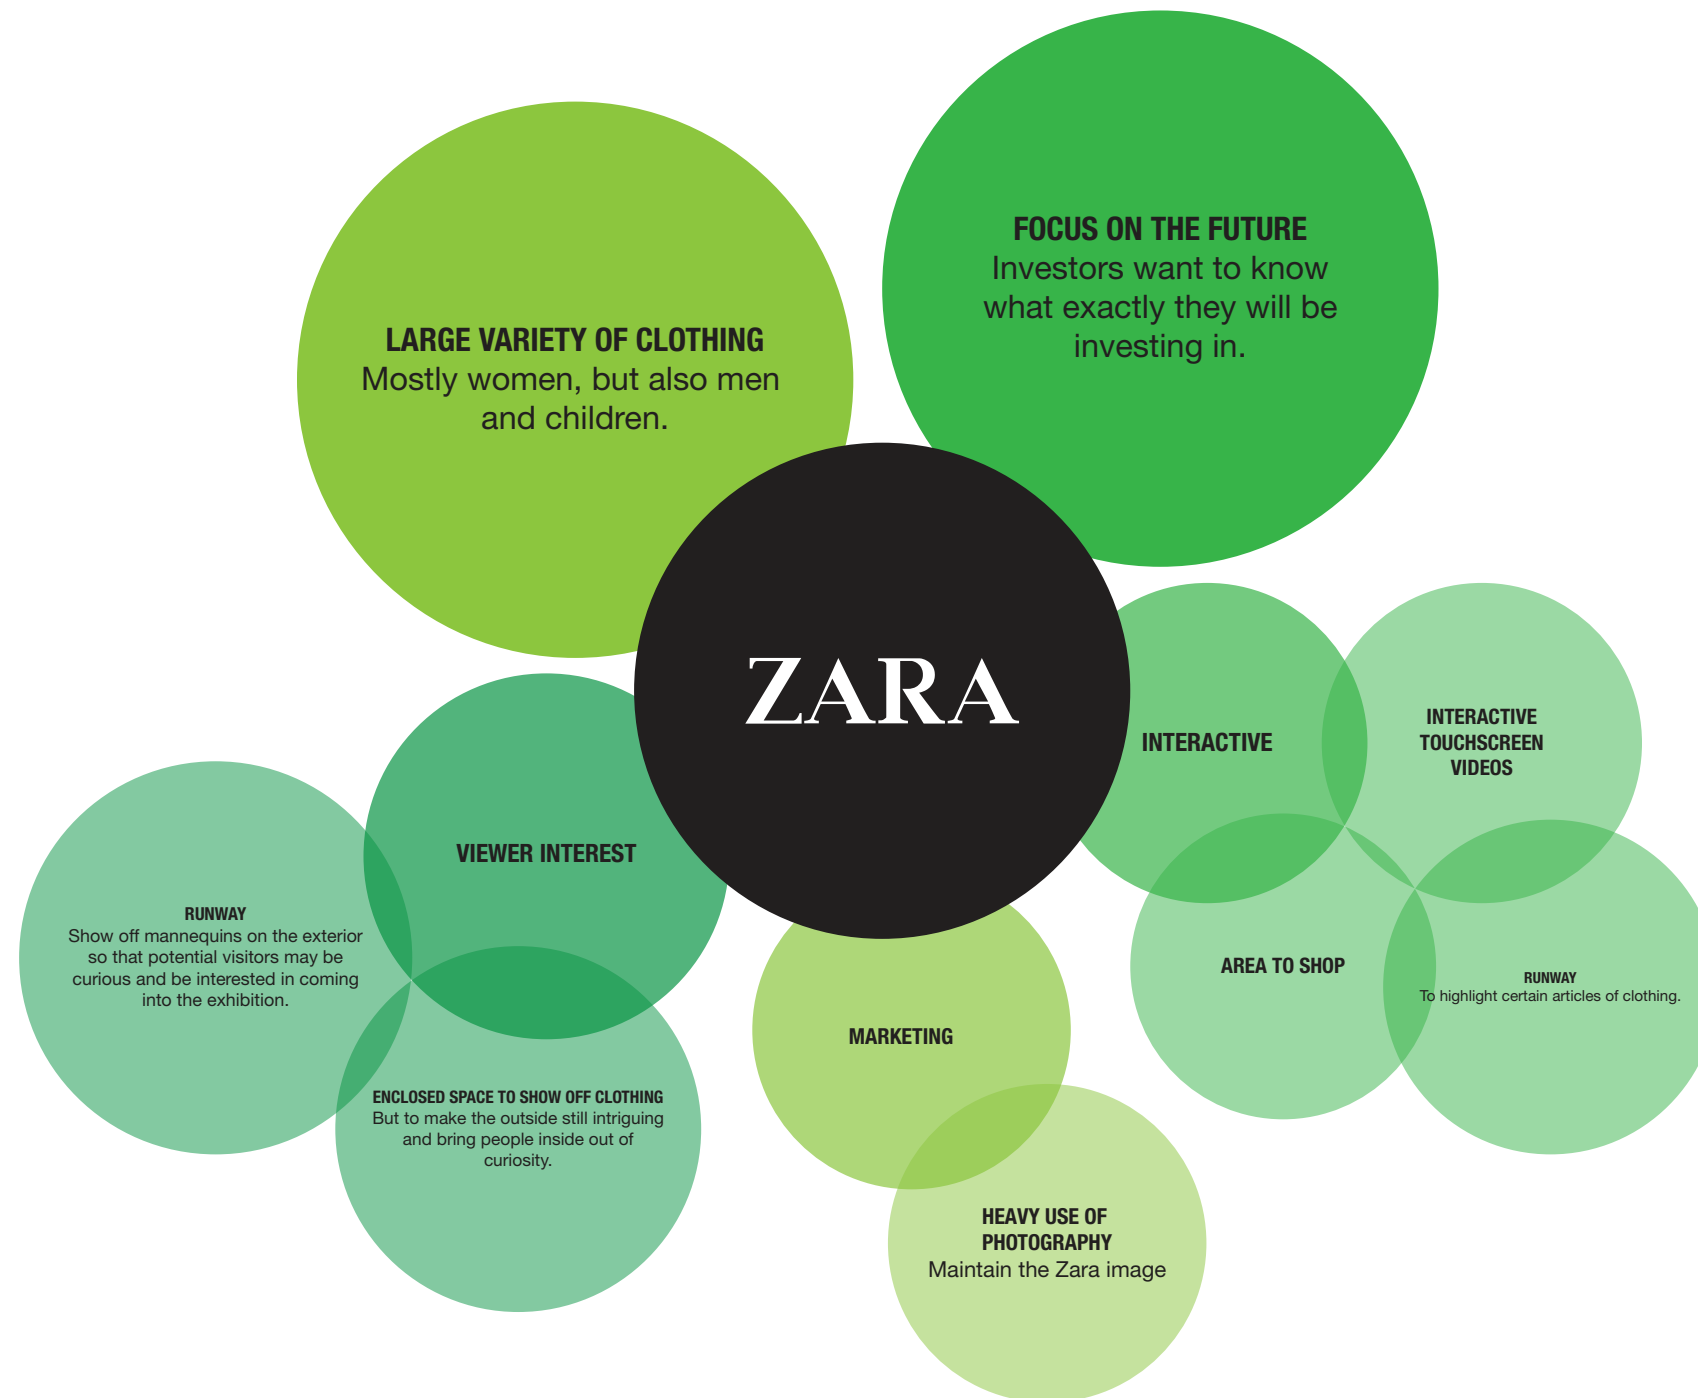 FOCUS ON THE FUTURE
Investors want to know
what exactly they will be
investing in.
LARGE VARIETY OF CLOTHING
Mostly women, but also men
and children.
ZARA
INTERACTIVE
INTERACTIVE
TOUCHSCREEN
VIDEOS
VIEWER INTEREST
RUNWAY
Show off mannequins on the exterior
so that potential visitors may be
curious and be interested in coming
into the exhibition.
AREA TO SHOP
RUNWAY
To highlight certain articles of clothing.
MARKETING
ENCLOSED SPACE TO SHOW OFF CLOTHING
But to make the outside still intriguing
and bring people inside out of
curiosity.
HEAVY USE OF
PHOTOGRAPHY
Maintain the Zara image